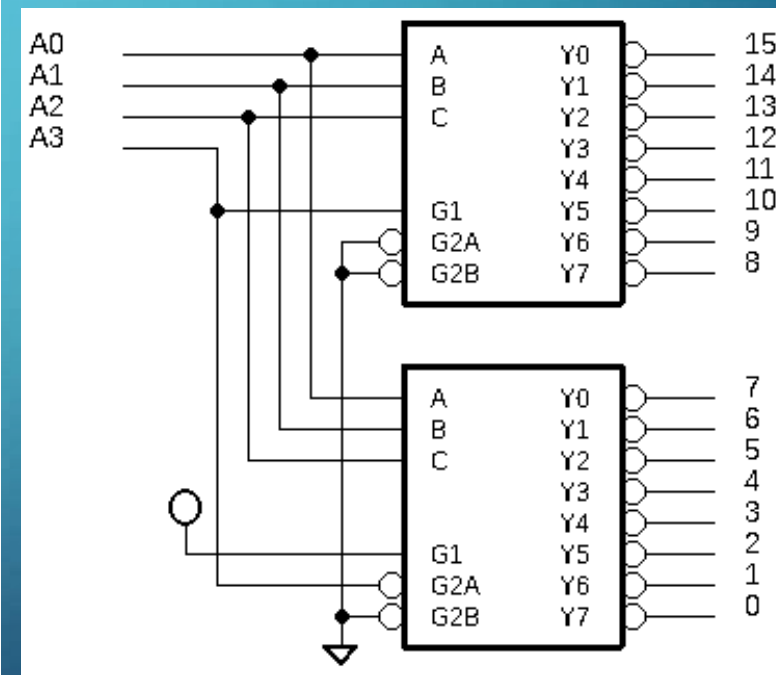 A0
A1
A2
A3
A Y0 15
B Y1 14
C Y2 13
Y3 12
Y4 11
G1 Y5 10
G2A Y6 9
G2B Y7 8
A Y0 7
B Y1 6
C Y2 5
Y3 4
Y4 3
G1 Y5 2
G2A Y6 1
G2B Y7 0